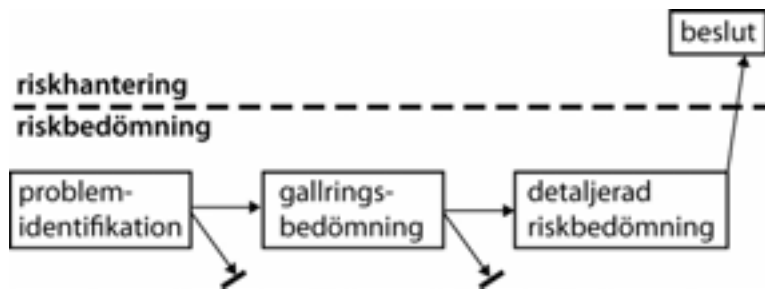 beslut
riskhantering
riskbedömning
problem-
identifikation
gallrings-
bedömning
detaljerad
riskbedömning